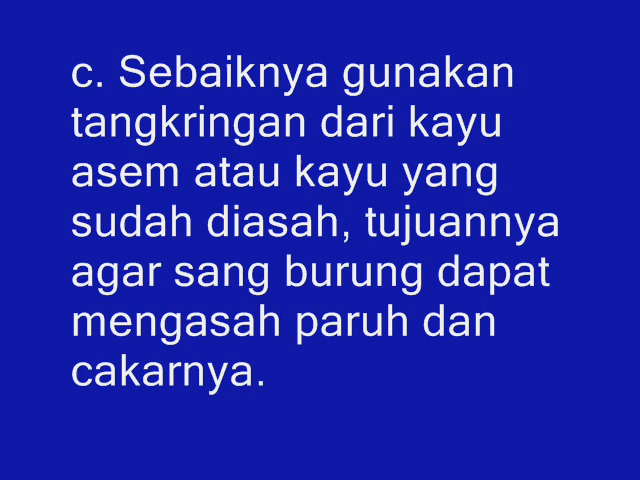 c. Sebaiknya gunakan
tangkringan dari kayu
asem atau kayu yang
sudah diasah, tujuannya
agar sang burung dapat
mengasah paruh dan
cakarnya.